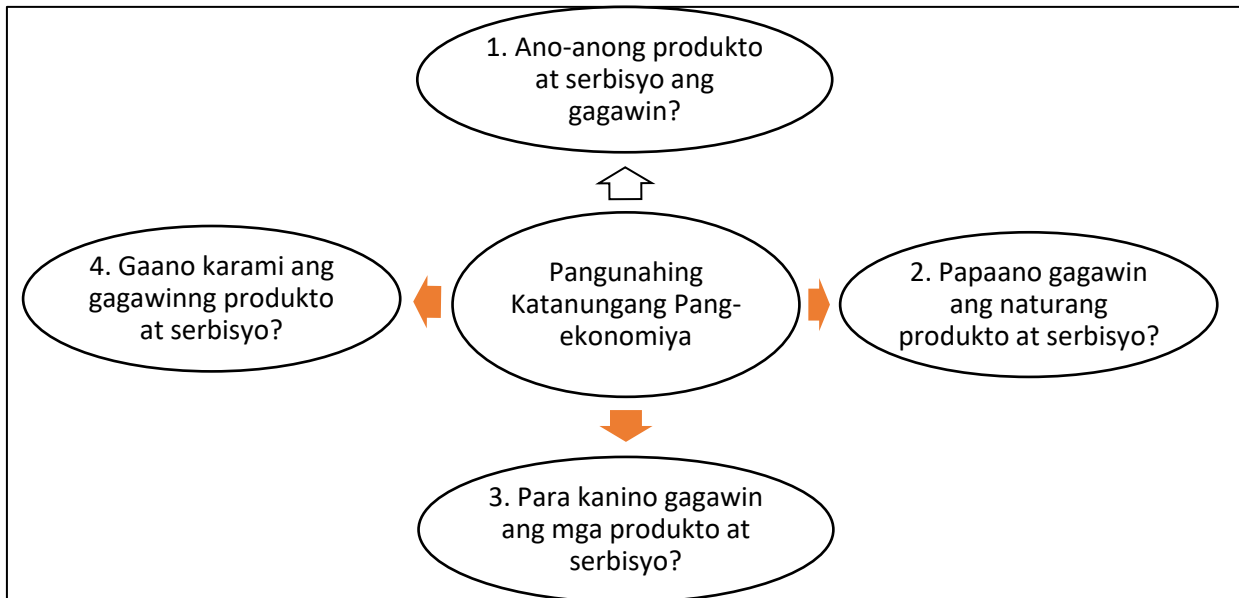 1. Ano-anong produkto
at serbisyo ang
gagawin?
4. Gaano karami ang
gagawinng produkto
at serbisyo?
Pangunahing
Katanungang Pang-
ekonomiya
2. Papaano gagawin
ang naturang
produkto at serbisyo?
3. Para kanino gagawin
ang mga produkto at
serbisyo?